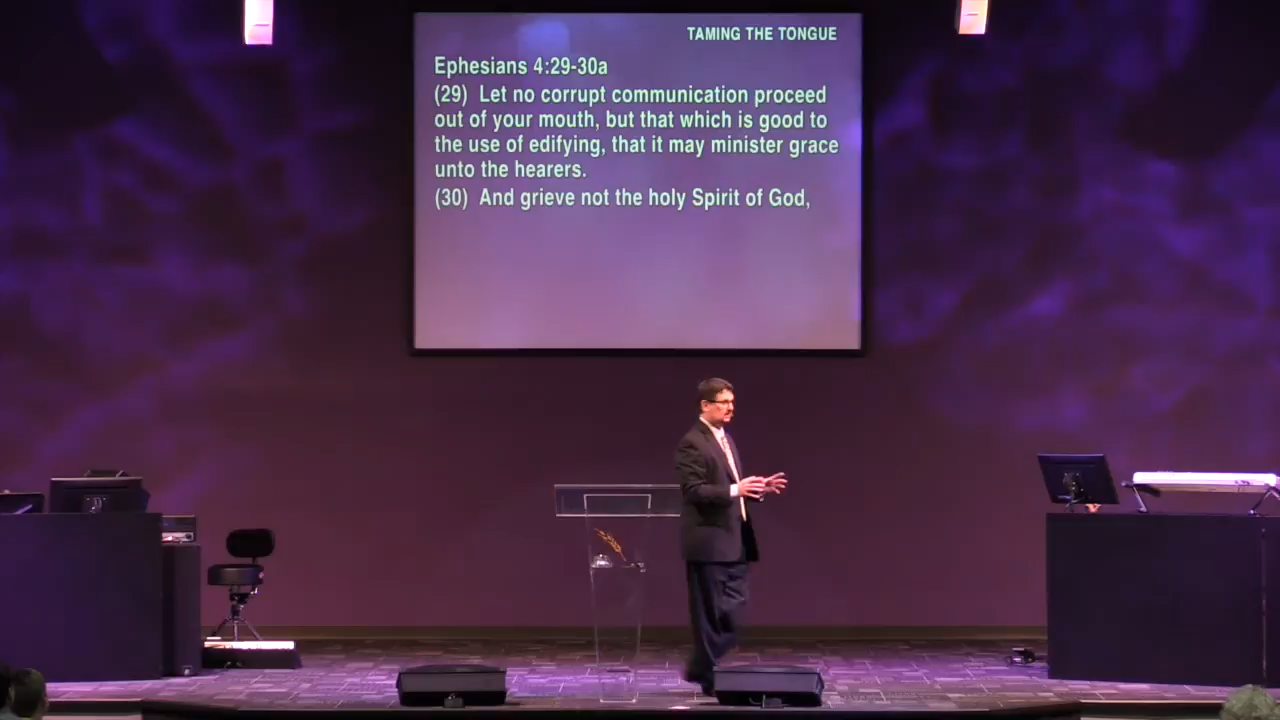 TAMING THE TONGUE
Ephesians 4:29-30a
(29) Let no corrupt communication proceed
out of your mouth, but that which is good to
the use of edifying, that it may minister grace
unto the hearers.
(30) And grieve not the holy Spirit of God,